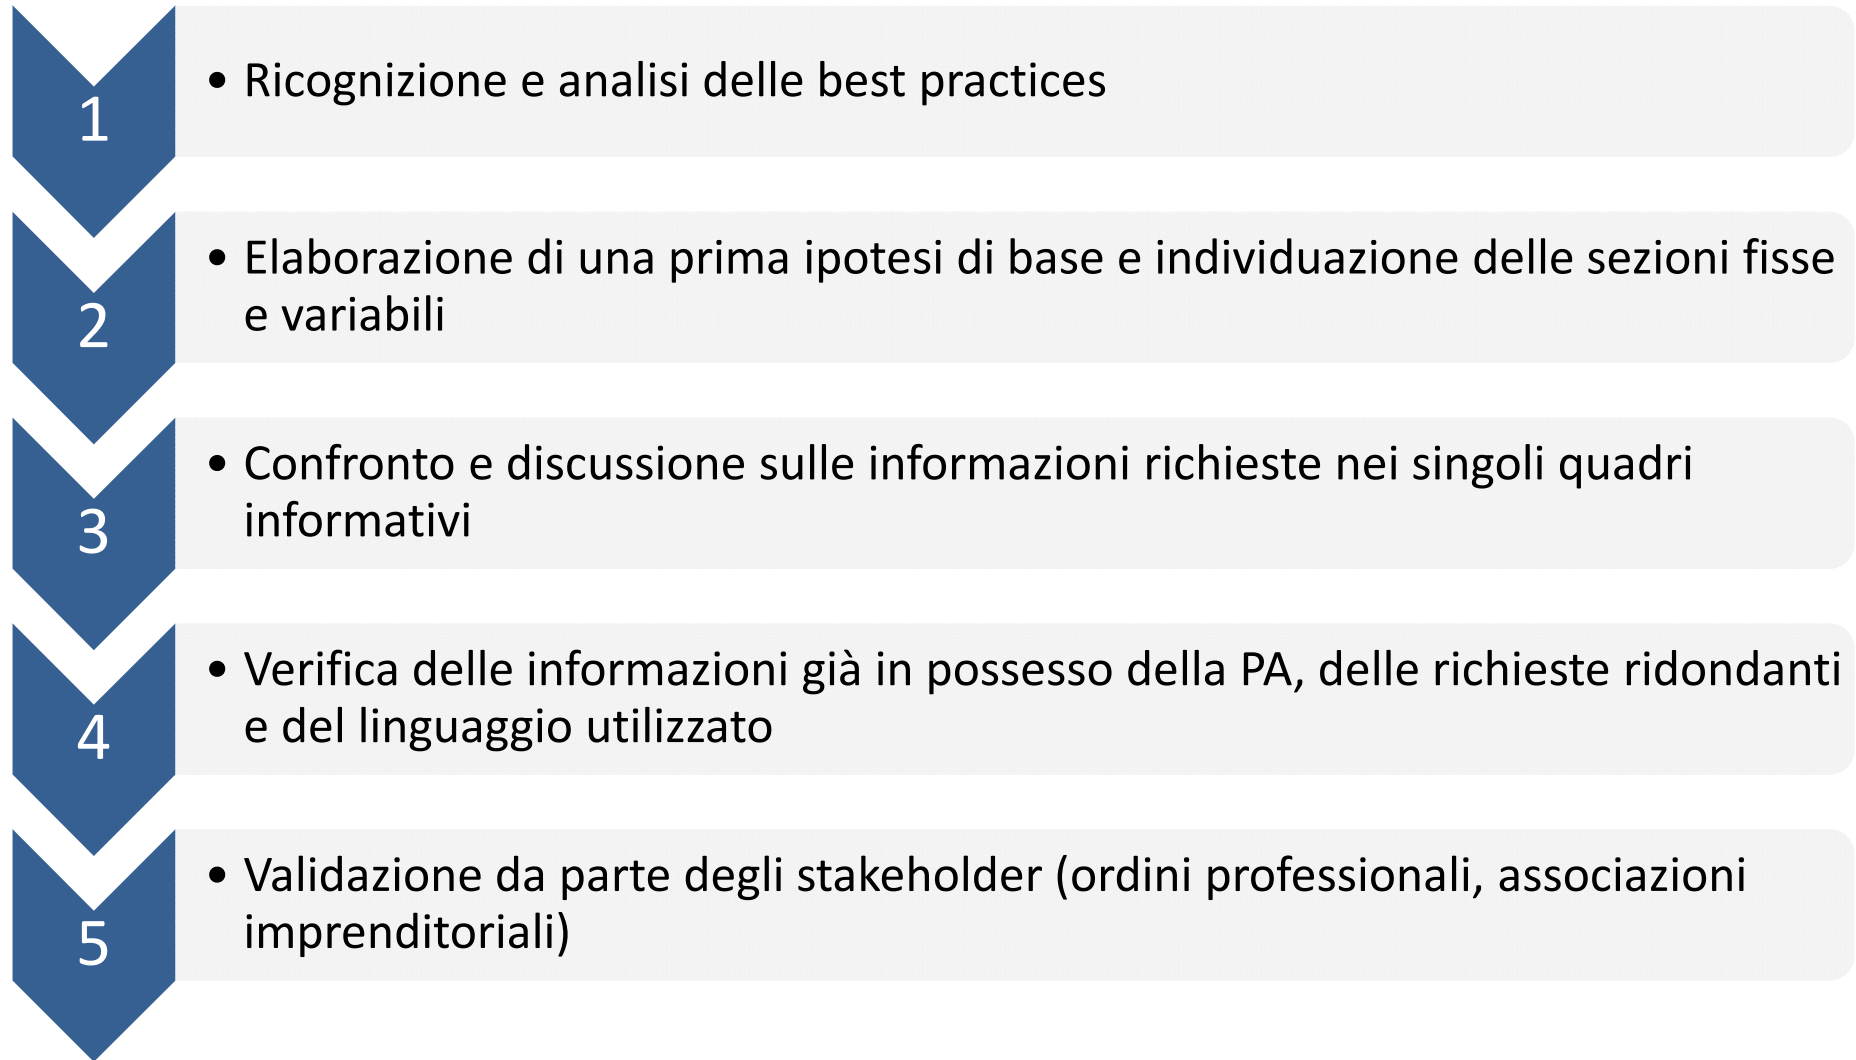 1
• Ricognizione e analisi delle best practices
2
• Elaborazione di una prima ipotesi di base e individuazione delle sezioni fisse
e variabili
3
• Confronto e discussione sulle informazioni richieste nei singoli quadri
informativi
4
• Verifica delle informazioni già in possesso della PA, delle richieste ridondanti
e del linguaggio utilizzato
5
• Validazione da parte degli stakeholder (ordini professionali, associazioni
imprenditoriali)